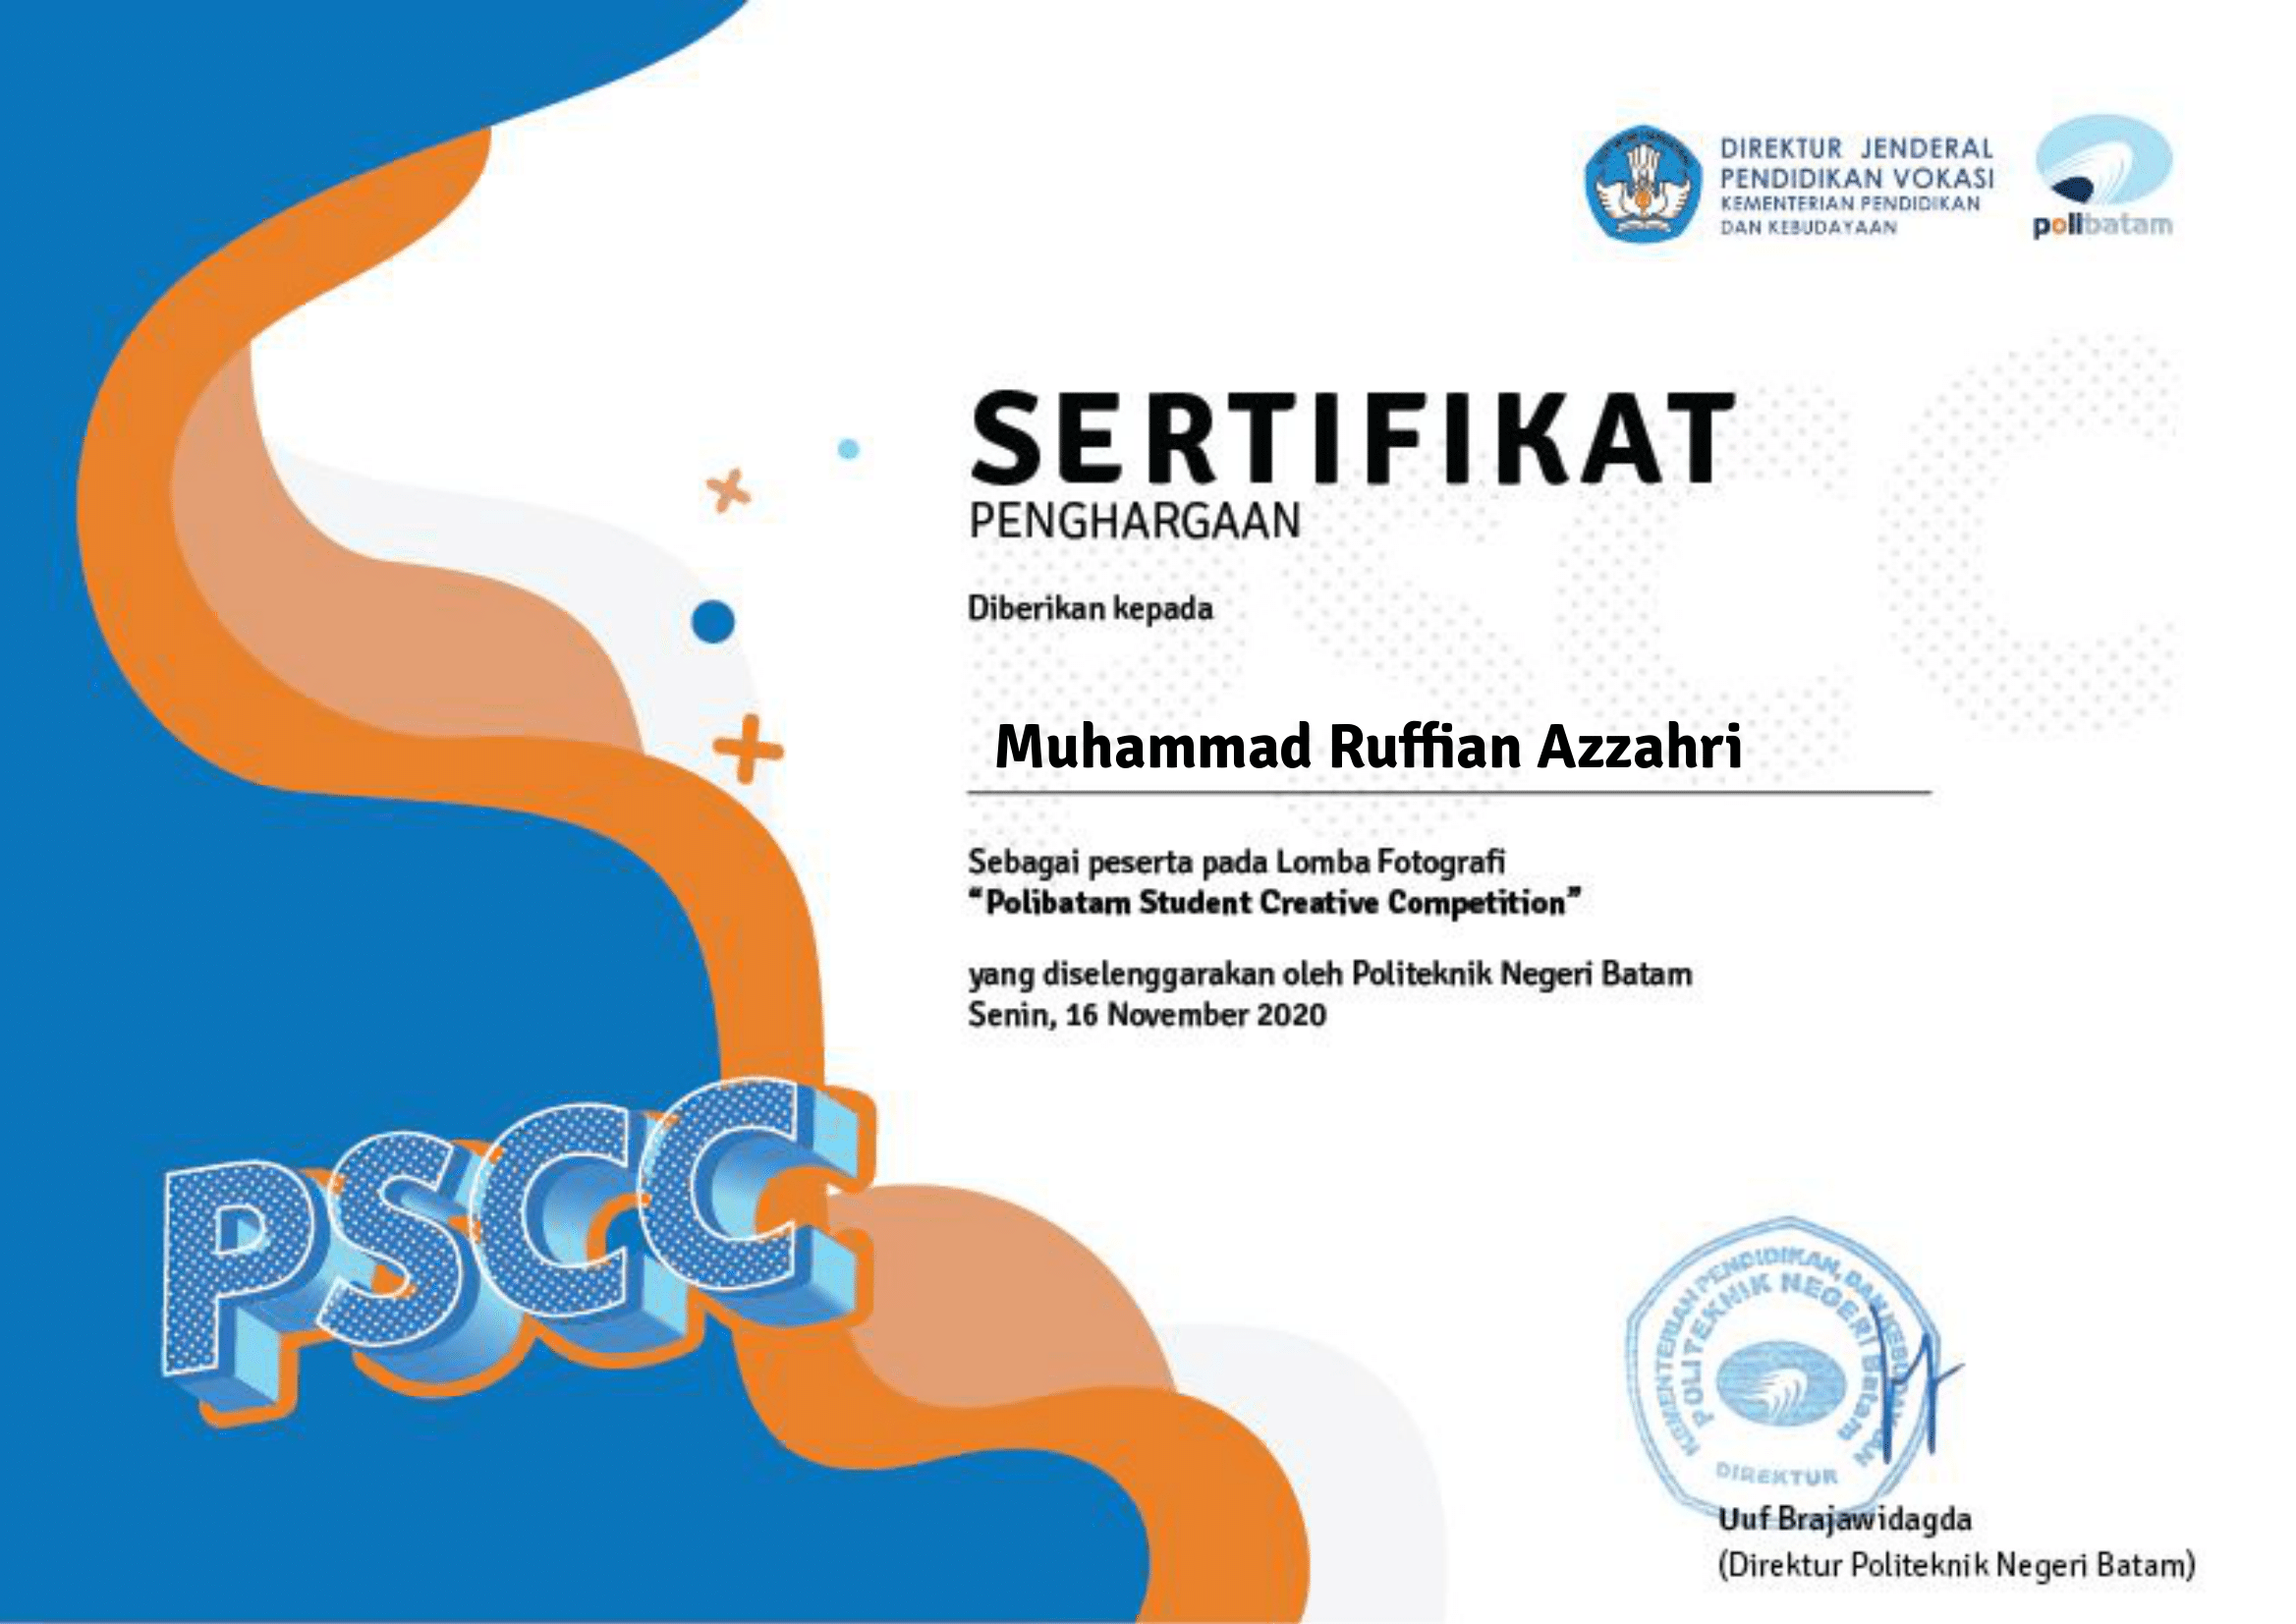 DIREKTUR JENDERAL
PENDIDIKAN VOKASI
KEMENTERIAN PENDIDIKAN
DAN KEBUDAYAAN
polibatam
SERTIFIKAT
PENGHARGAAN
Diberikan kepada
Muhammad Ruffian Azzahri
Sebagai peserta pada Lomba Fotografi
“Polibatam Student Creative Competition”
yang diselenggarakan oleh Politeknik Negeri Batam
Senin, 16 November 2020
PSCC
PSCC
KEMENTERIAN PENDIDIKAN, DAN KEBUDAYAAN
POLITEKNIK NEGERI Batam
DIREKTUR
Uuf Brajawidagda
(Direktur Politeknik Negeri Batam)